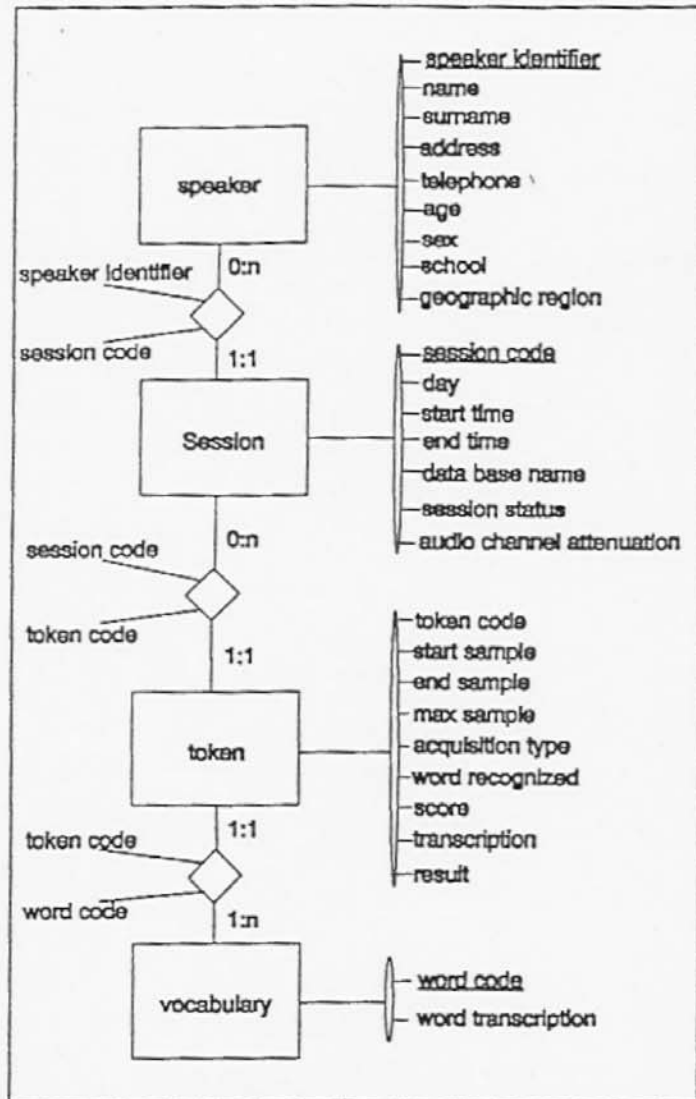 speaker identifier
name
surname
address
speaker
telephone
age
sex
0:n
school
speaker identifier
geographic region
session code
1:1
session code
day
start time
Session
end time
data base name
session status
0:n
audio channel attenuation
session code
token code
token code
1:1
start sample
end sample
max sample
token
acquisition type
word recognized
score
1:1
token code
transcription
result
word code
1:n
word code
vocabulary
word transcription